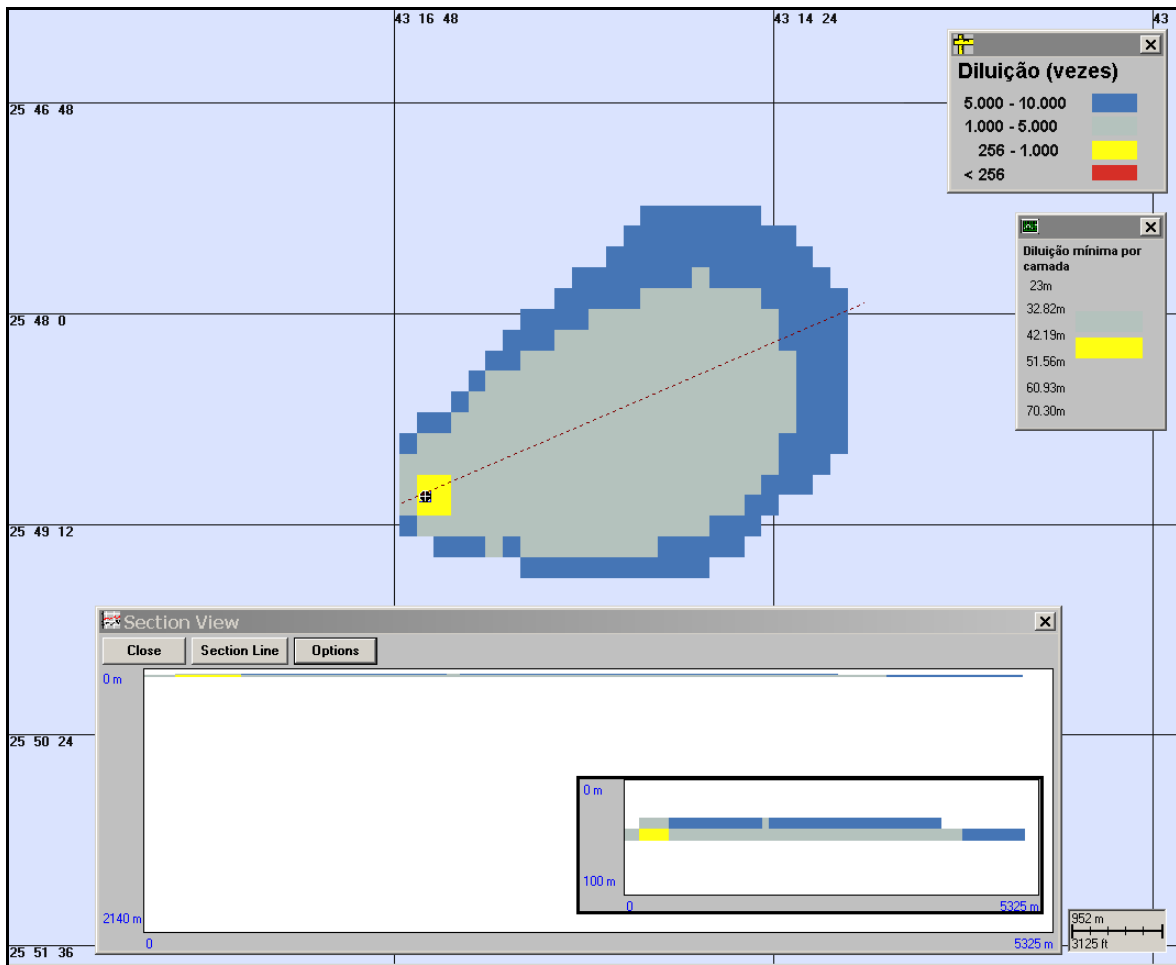 43 16 48
43 14 24
43
25 46 48
25 48 0
25 49 12
25 50 24
25 51 36
Diluição (vezes)
5.000 - 10.000
1.000 - 5.000
256 - 1.000
< 256
Diluição mínima por
camada
23m
32.82m
42.19m
51.56m
60.93m
70.30m
Section View
Close
Section Line
Options
0 m
2140 m
0
5325 m
0 m
100 m
0
5325 m
952 m
3125 ft